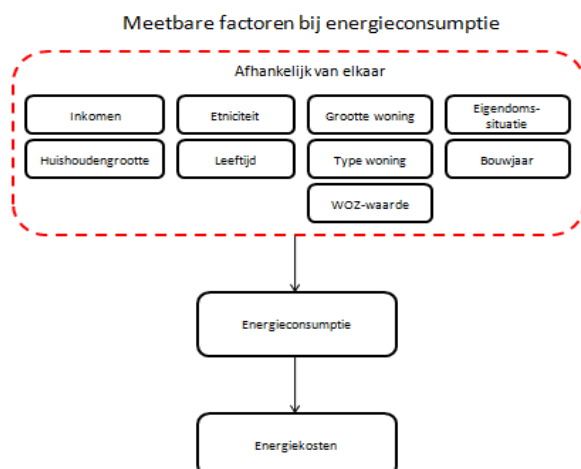 Meetbare factoren bij energieconsumptie
Afhankelijk van elkaar
Inkomen
Etniciteit
Grootte woning
Eigendoms-
situatie
Huishoudengrootte
Leeftijd
Type woning
Bouwjaar
WOZ-waarde
Energieconsumptie
Energiekosten